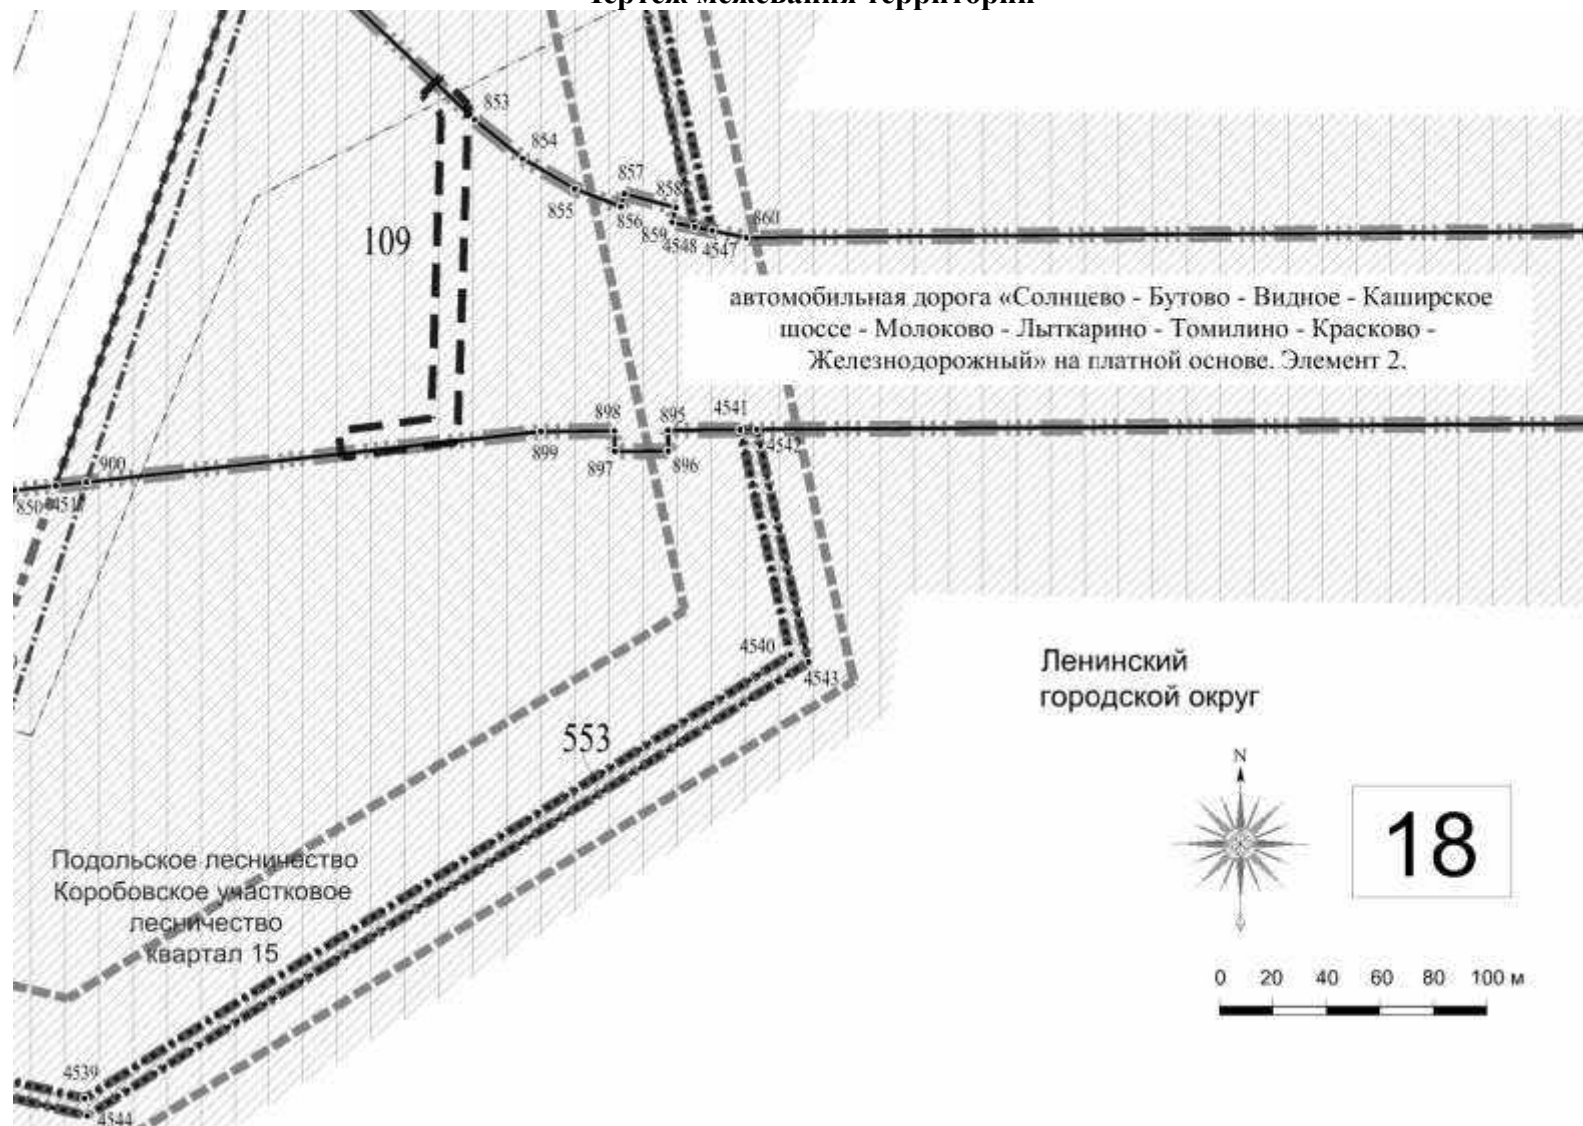 Чертеж межевания территории
853
854
857
858
855
856
859
4548
4547
860
109
автомобильная дорога «Солнцево - Бутово - Видное - Каширское
шоссе - Молоково - Лыткарино - Томилино - Красково -
Железнодорожный» на платной основе. Элемент 2.
898
895
4541
899
4542
897
896
900
850
4540
4543
Ленинский
городской округ
553
N
18
Подольское лесничество
Коробовское участковое
лесничество
квартал 15
0 20 40 60 80 100 м
4539
4544